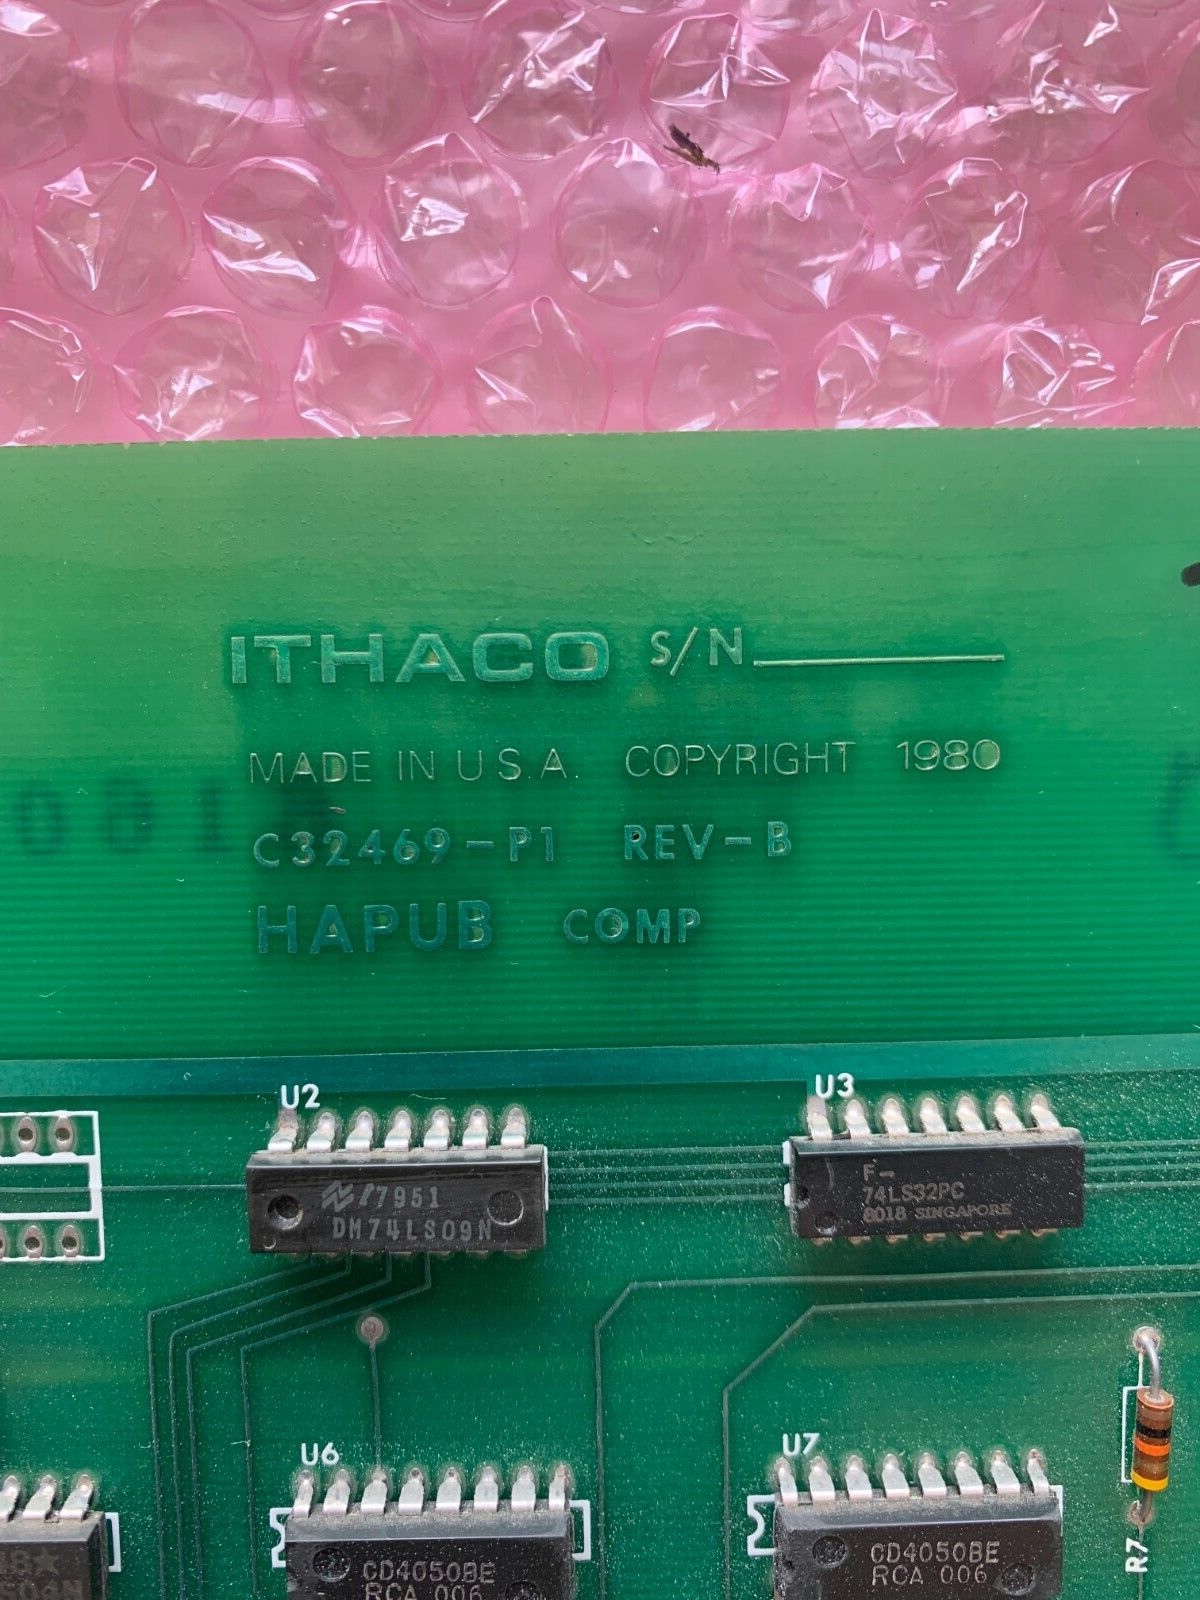 ITHACO S/N
MADE IN U.S.A. COPYRIGHT 1980
C32469-P1 REV-B
HAPUB COMP
U2
U3
7951
DM74LS09N
F-
74LS32PC
8018 SINGAPORE
U6
U7
CD4050BE
RCA 006
CD4050BE
RCA 006
R7